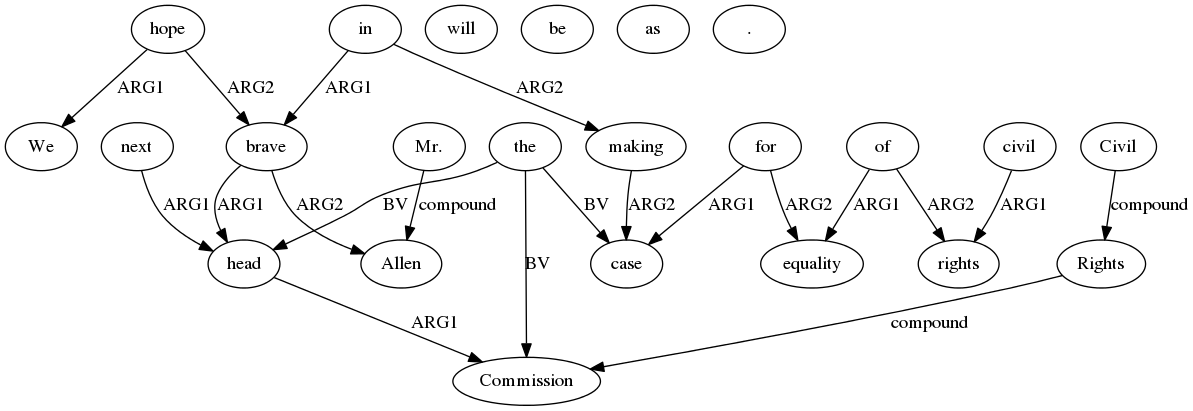 hope in will be as .
ARG1 ARG2 ARG1 ARG2
We next brave Mr. the making for of civil Civil
ARG1 ARG1 ARG2 BV compound BV ARG2 ARG1 ARG2 ARG1 ARG2 ARG1 compound
head Allen case equality rights Rights
BV
ARG1 compound
Commission